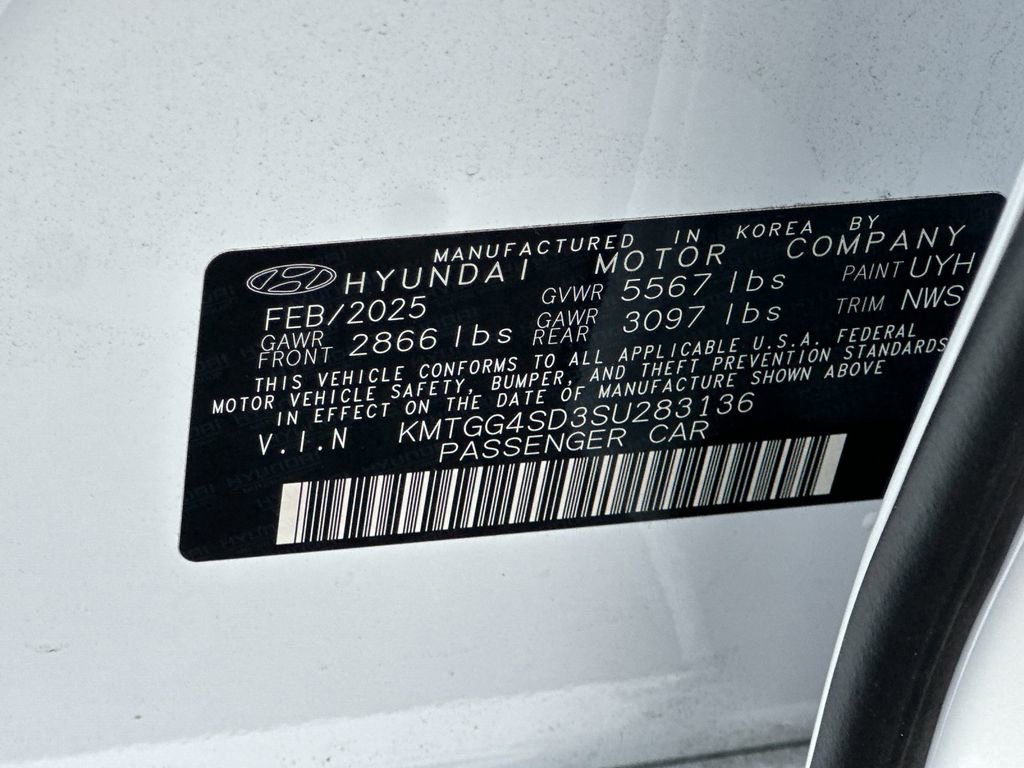 MANUFACTURED IN KOREA BY
HYUNDAI MOTOR COMPANY
FEB/2025 GVWR 5567 lbs PAINT UYH
GAWR FRONT 2866 lbs GAWR REAR 3097 lbs TRIM NWS
THIS VEHICLE CONFORMS TO ALL APPLICABLE U.S.A. FEDERAL
MOTOR VEHICLE SAFETY, BUMPER, AND THEFT PREVENTION STANDARDS
IN EFFECT ON THE DATE OF MANUFACTURE SHOWN ABOVE
V.I.N KMTGG4SD3SU283136
PASSENGER CAR